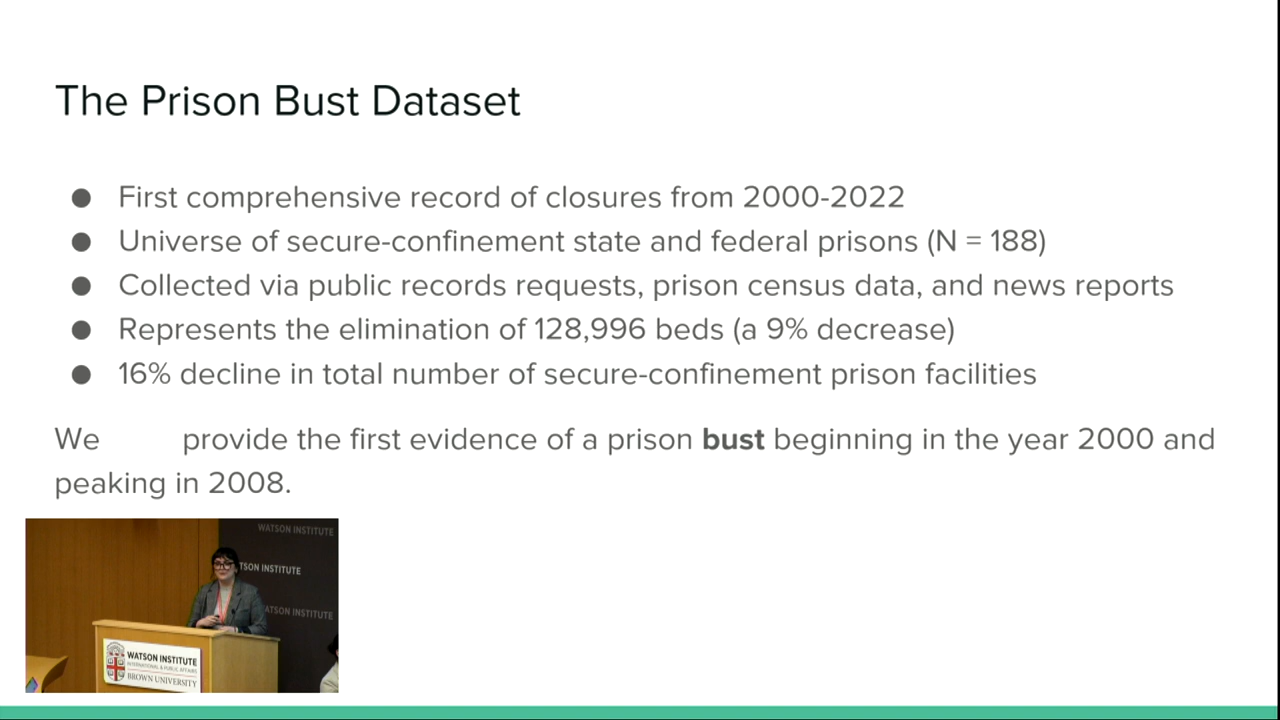 The Prison Bust Dataset
● First comprehensive record of closures from 2000-2022
● Universe of secure-confinement state and federal prisons (N = 188)
● Collected via public records requests, prison census data, and news reports
● Represents the elimination of 128,996 beds (a 9% decrease)
● 16% decline in total number of secure-confinement prison facilities
We provide the first evidence of a prison bust beginning in the year 2000 and
peaking in 2008.
WATSON INSTITUTE
TSON INSTITUTE
ATSON INSTITUTE
WATSON INSTITUTE
INTERNATIONAL & PUBLIC AFFAIRS
BROWN UNIVERSITY